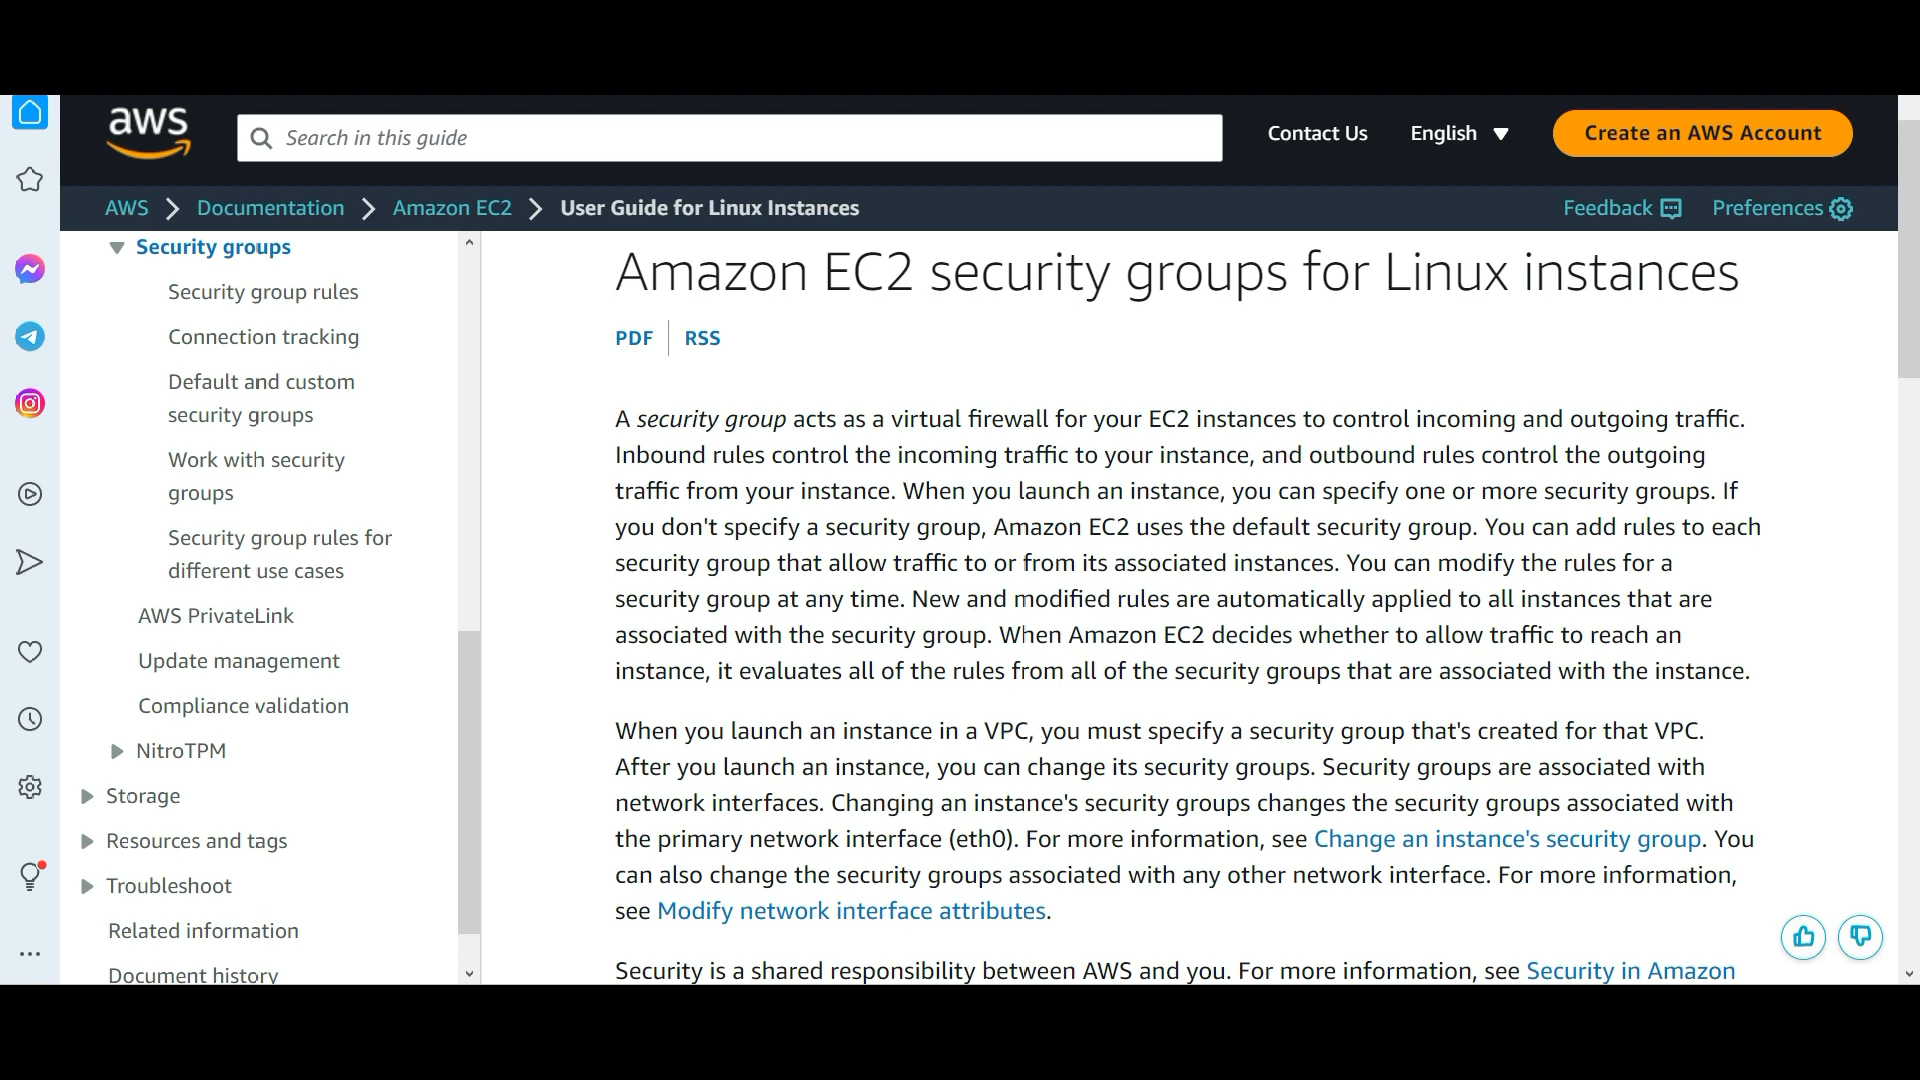 aws
Search in this guide
Contact Us
English
Create an AWS Account
AWS > Documentation > Amazon EC2 > User Guide for Linux Instances
Feedback
Preferences
Security groups
Security group rules
Connection tracking
Default and custom
security groups
Work with security
groups
Security group rules for
different use cases
AWS PrivateLink
Update management
Compliance validation
NitroTPM
Storage
Resources and tags
Troubleshoot
Related information
Document history
Amazon EC2 security groups for Linux instances
PDF | RSS
A security group acts as a virtual firewall for your EC2 instances to control incoming and outgoing traffic.
Inbound rules control the incoming traffic to your instance, and outbound rules control the outgoing
traffic from your instance. When you launch an instance, you can specify one or more security groups. If
you don't specify a security group, Amazon EC2 uses the default security group. You can add rules to each
security group that allow traffic to or from its associated instances. You can modify the rules for a
security group at any time. New and modified rules are automatically applied to all instances that are
associated with the security group. When Amazon EC2 decides whether to allow traffic to reach an
instance, it evaluates all of the rules from all of the security groups that are associated with the instance.
When you launch an instance in a VPC, you must specify a security group that's created for that VPC.
After you launch an instance, you can change its security groups. Security groups are associated with
network interfaces. Changing an instance's security groups changes the security groups associated with
the primary network interface (eth0). For more information, see Change an instance's security group. You
can also change the security groups associated with any other network interface. For more information,
see Modify network interface attributes.
Security is a shared responsibility between AWS and you. For more information, see Security in Amazon